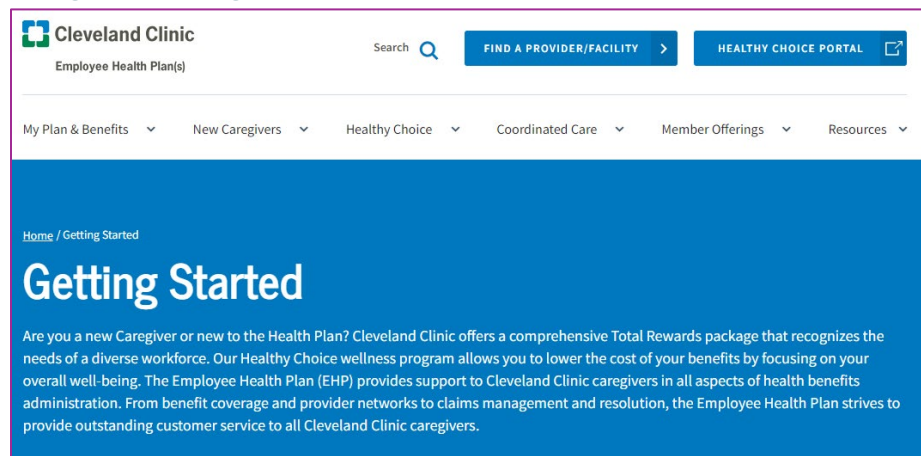 Cleveland Clinic
Employee Health Plan(s)
Search
FIND A PROVIDER/FACILITY
HEALTHY CHOICE PORTAL
My Plan & Benefits
New Caregivers
Healthy Choice
Coordinated Care
Member Offerings
Resources
Home / Getting Started
Getting Started
Are you a new Caregiver or new to the Health Plan? Cleveland Clinic offers a comprehensive Total Rewards package that recognizes the
needs of a diverse workforce. Our Healthy Choice wellness program allows you to lower the cost of your benefits by focusing on your
overall well-being. The Employee Health Plan (EHP) provides support to Cleveland Clinic caregivers in all aspects of health benefits
administration. From benefit coverage and provider networks to claims management and resolution, the Employee Health Plan strives to
provide outstanding customer service to all Cleveland Clinic caregivers.